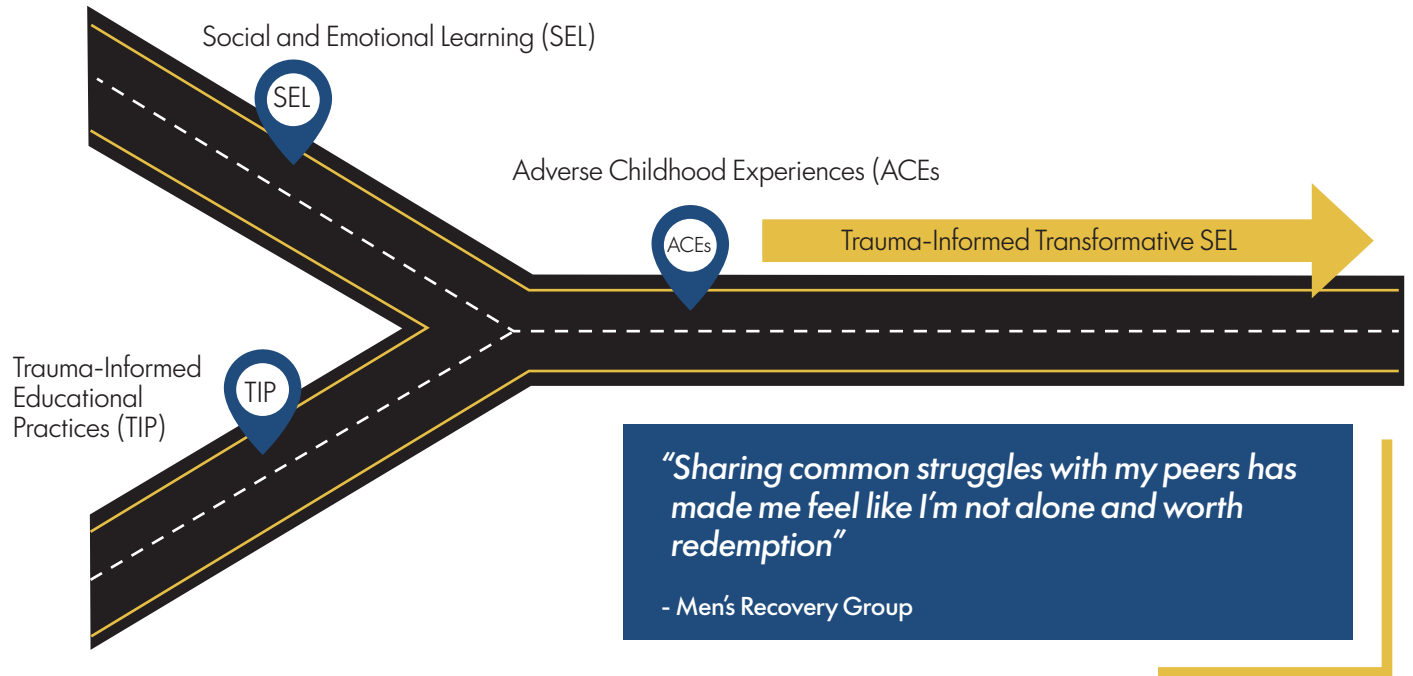 Social and Emotional Learning (SEL)
SEL
Adverse Childhood Experiences (ACEs
ACEs
Trauma-Informed Transformative SEL
Trauma-Informed
Educational
Practices (TIP)
TIP
“Sharing common struggles with my peers has
made me feel like I’m not alone and worth
redemption”
- Men’s Recovery Group